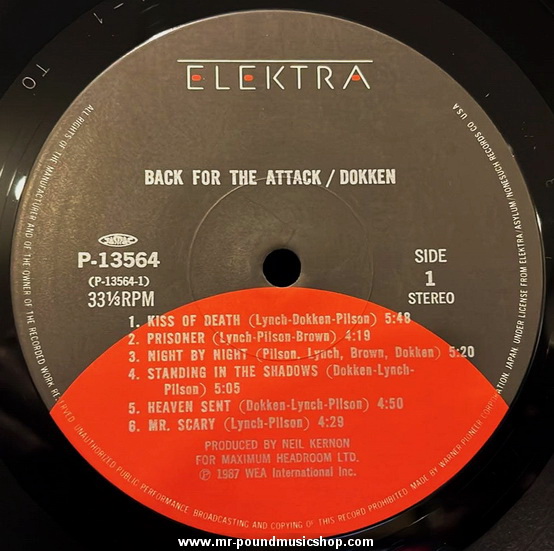 ELEKTRA
BACK FOR THE ATTACK / DOKKEN
JASRAC
P-13564
(P-13564-1)
33⅓RPM
SIDE
1
STEREO
1. KISS OF DEATH (Lynch-Dokken-Pilson) 5:48
2. PRISONER (Lynch-Pilson-Brown) 4:19
3. NIGHT BY NIGHT (Pilson, Lynch, Brown, Dokken) 5:20
4. STANDING IN THE SHADOWS (Dokken-Lynch-
Pilson) 5:05
5. HEAVEN SENT (Dokken-Lynch-Pilson) 4:50
6. MR. SCARY (Lynch-Pilson) 4:29
PRODUCED BY NEIL KERNON
FOR MAXIMUM HEADROOM LTD.
Ⓟ 1987 WEA International Inc.
ALL RIGHTS OF THE MANUFACTURER AND OF THE OWNER OF THE RECORDED WORK RESERVED. UNAUTHORIZED PUBLIC PERFORMANCE, BROADCASTING AND COPYING OF THIS RECORD PROHIBITED. MADE BY WARNER-PIONEER CORPORATION, JAPAN. UNDER LICENSE FROM ELEKTRA/ASYLUM/NONESUCH RECORDS CO. U.S.A.
www.mr-poundmusicshop.com